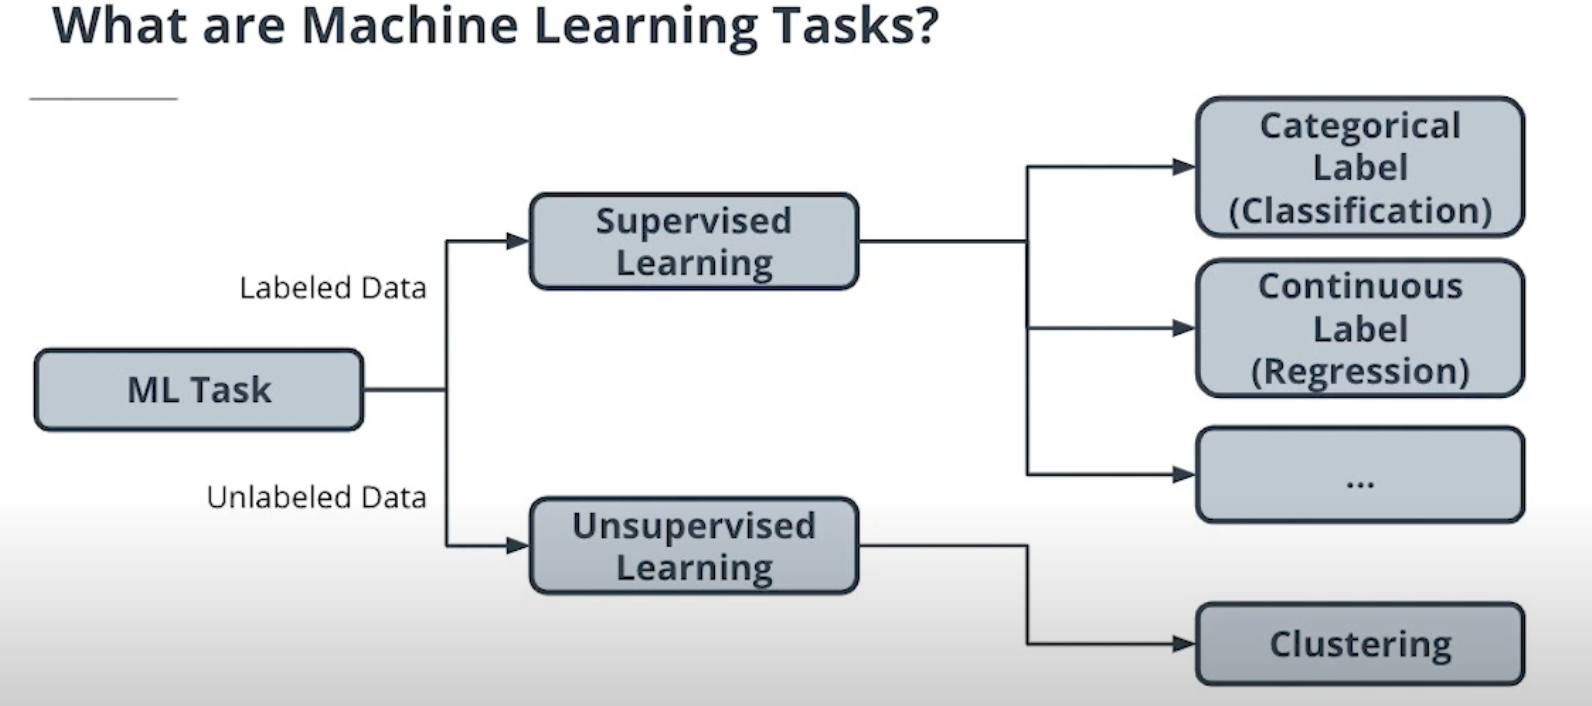 What are Machine Learning Tasks?
Categorical
Label
(Classification)
Supervised
Learning
Labeled Data
Continuous
Label
(Regression)
ML Task
...
Unlabeled Data
Unsupervised
Learning
Clustering